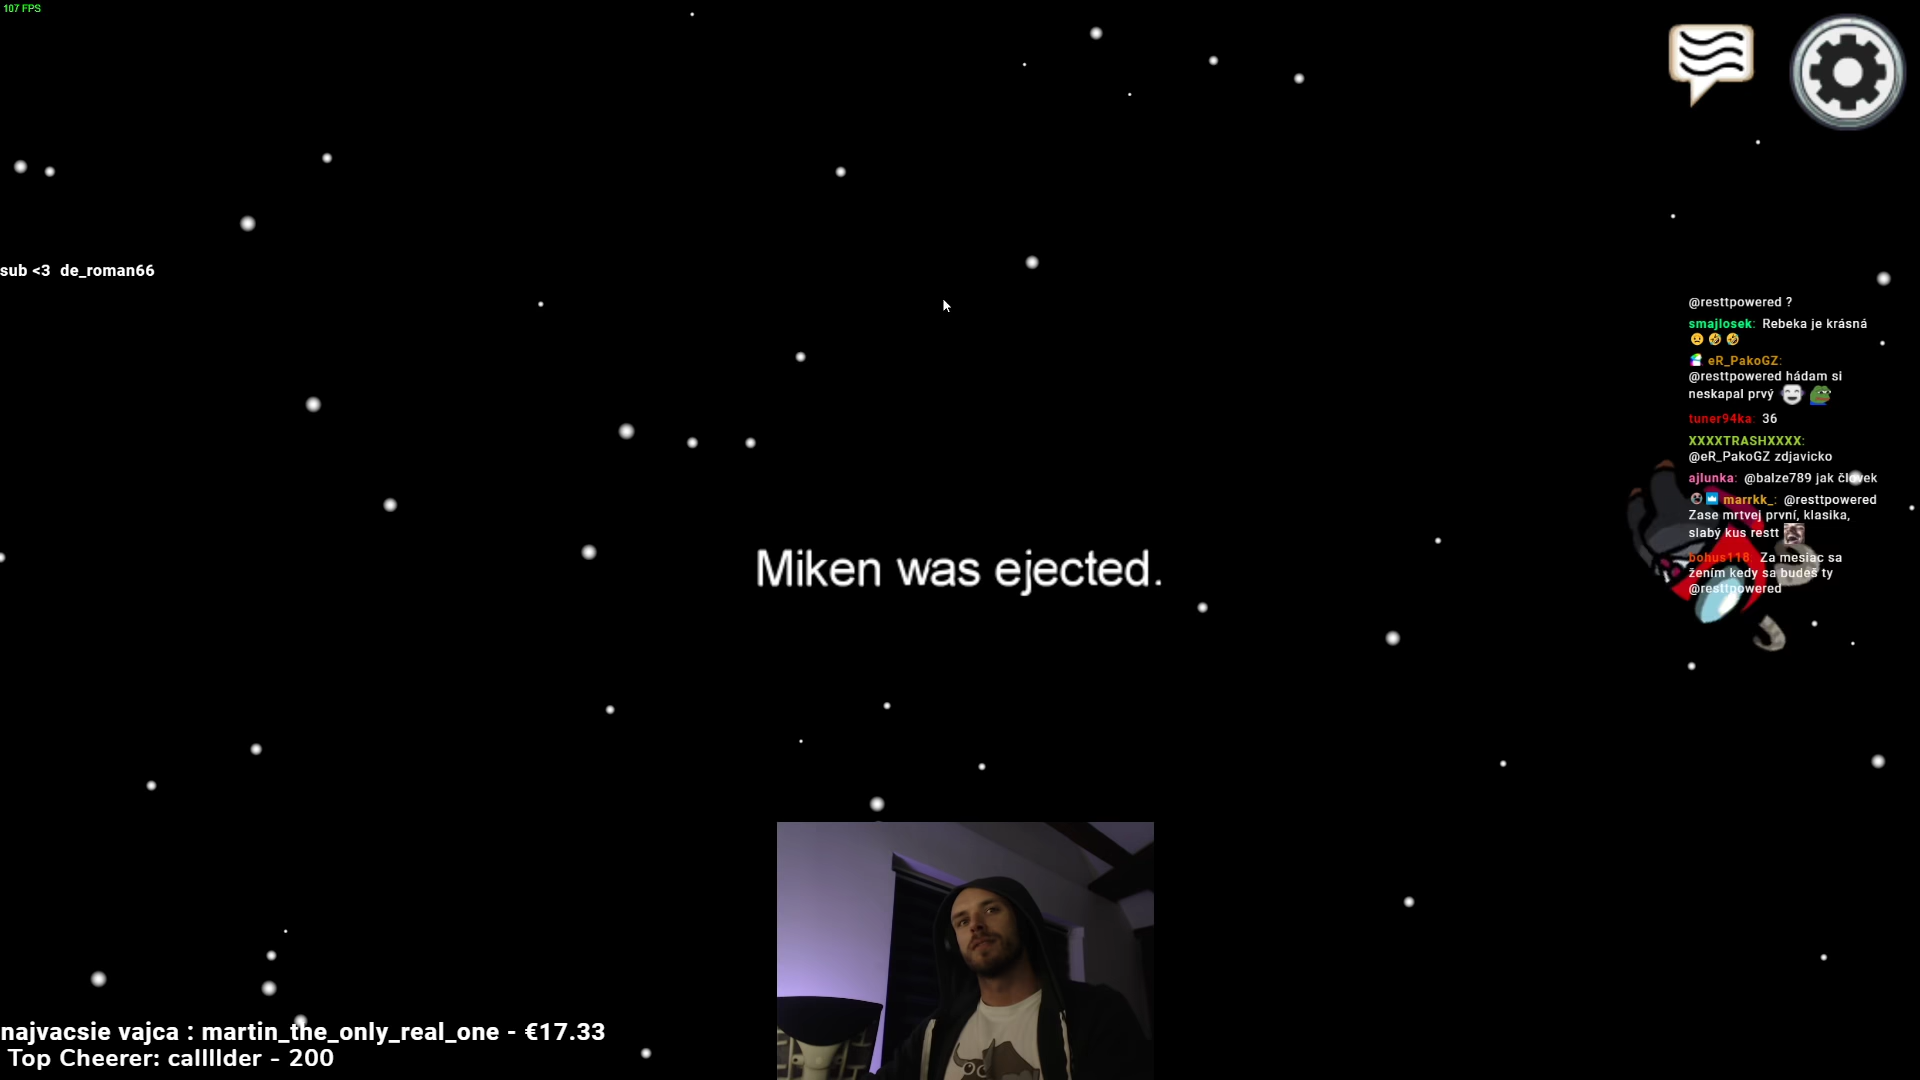 107 FPS
sub <3 de_roman66
@resttpowered ?
smajlosek: Rebeka je krásná
eR_PakoGZ:
@resttpowered hádam si
neskapal prvý
tuner94ka: 36
XXXXTRASHXXXX:
@eR_PakoGZ zdjavicko
ajlunka: @balze789 jak člověk
marrkk_: @resttpowered
Zase mrtvej první, klasika,
slabý kus restt
bohus118: Za mesiac sa
žením kedy sa budeš ty
@resttpowered
Miken was ejected.
najvacsie vajca : martin_the_only_real_one - €17.33
Top Cheerer: callllder - 200